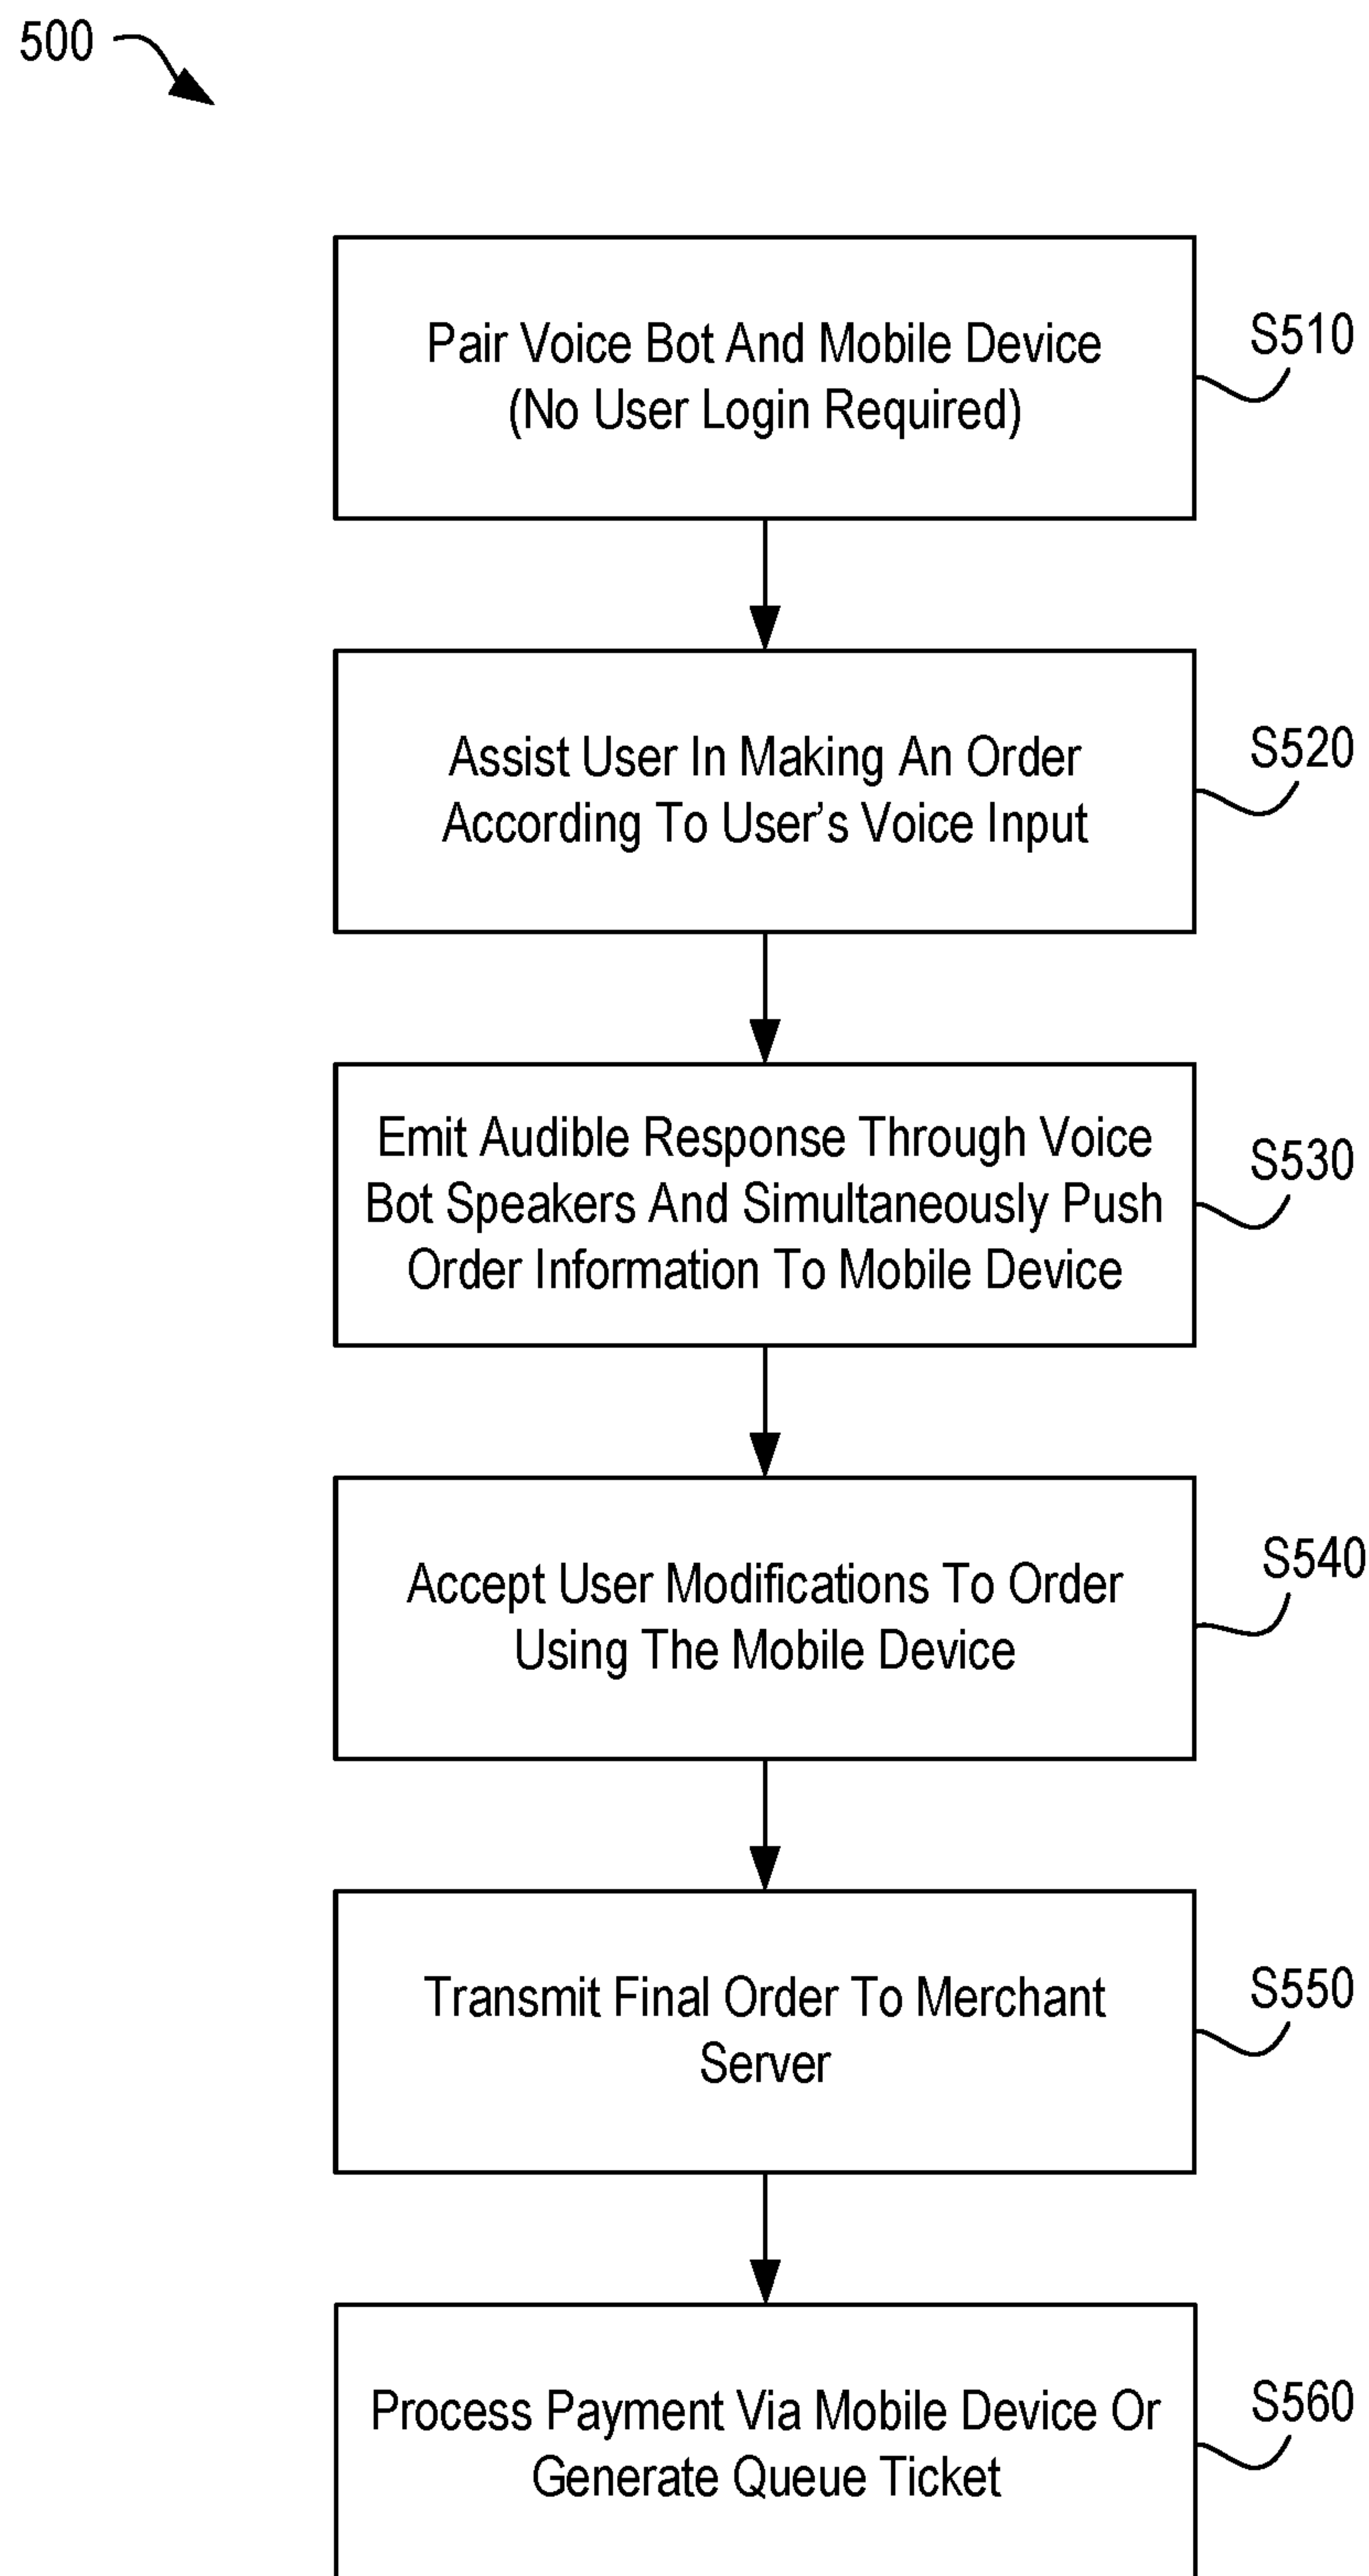 500
Pair Voice Bot And Mobile Device
(No User Login Required)
S510
Assist User In Making An Order
According To User’s Voice Input
S520
Emit Audible Response Through Voice
Bot Speakers And Simultaneously Push
Order Information To Mobile Device
S530
Accept User Modifications To Order
Using The Mobile Device
S540
Transmit Final Order To Merchant
Server
S550
Process Payment Via Mobile Device Or
Generate Queue Ticket
S560